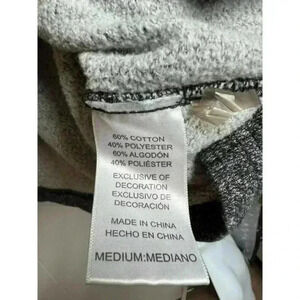 60% COTTON
40% POLYESTER
60% ALGODÓN
40% POLIÉSTER
EXCLUSIVE OF
DECORATION
EXCLUSIVO DE
DECORACIÓN
MADE IN CHINA
HECHO EN CHINA
MEDIUM:MEDIANO